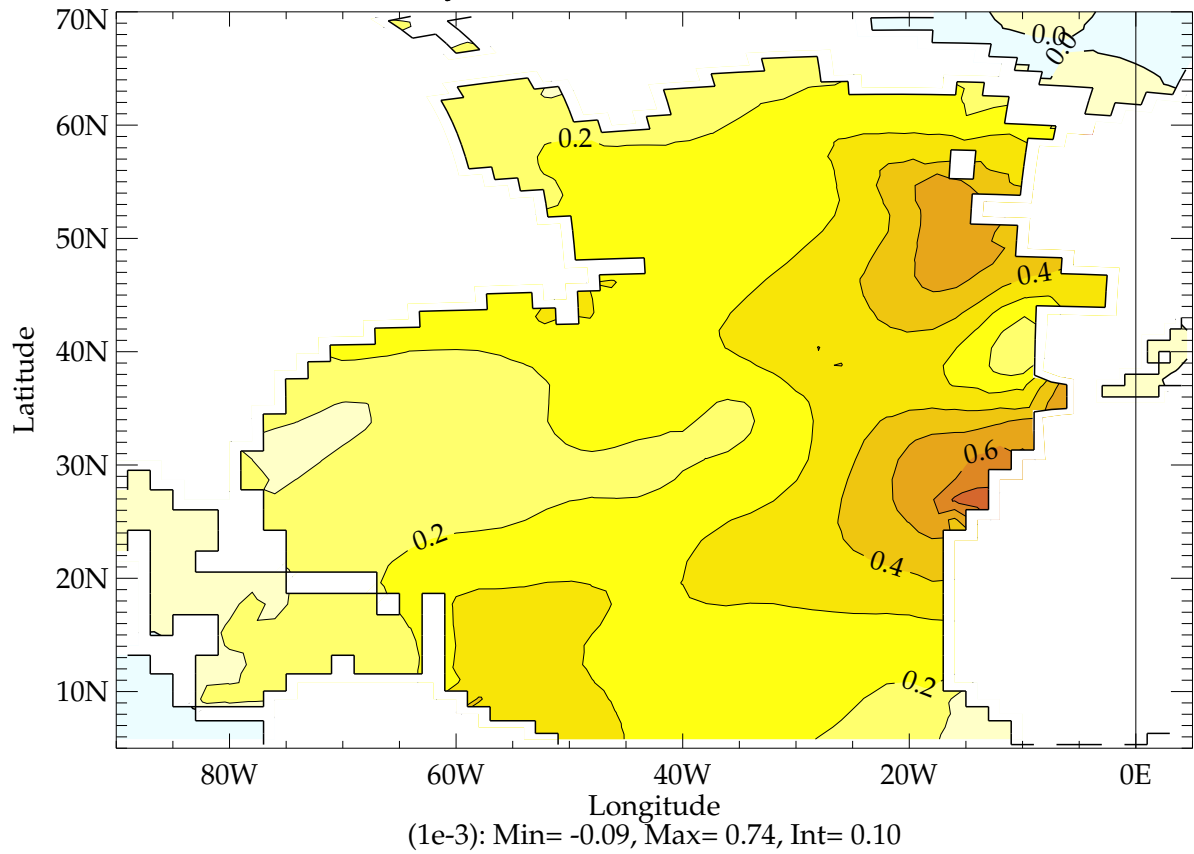 70N
60N
50N
40N
30N
20N
10N
Latitude
0.0
0.0
0.2
0.4
0.6
0.2
0.4
0.2
80W 60W 40W 20W 0E
Longitude
(1e-3): Min= -0.09, Max= 0.74, Int= 0.10